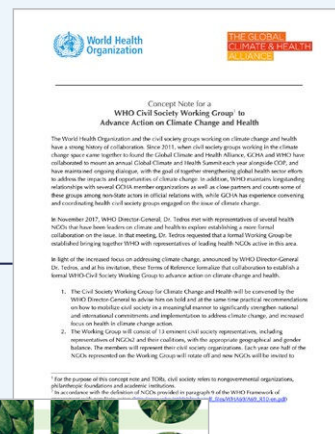 World Health
Organization
THE GLOBAL
CLIMATE & HEALTH
ALLIANCE
Concept Note for a
WHO Civil Society Working Group¹ to
Advance Action on Climate Change and Health
The World Health Organization and the civil society groups working on climate change and health
have a strong history of collaboration. Since 2011, when civil society groups working in the climate
change space came together to found the Global Climate and Health Alliance, GCHA and WHO have
collaborated to mount an annual Global Climate and Health Summit each year alongside COP, and
have maintained ongoing dialogue, with the goal of together strengthening global health sector efforts
to address the impacts and opportunities of climate change. In addition, WHO maintains longstanding
relationships with several GCHA member organizations as well as close partners and counts some of
these groups among non-State actors in official relations with, while GCHA has experience convening
and coordinating health civil society groups engaged on the issue of climate change.
In November 2017, WHO Director-General, Dr. Tedros met with representatives of several health
NGOs that have been leaders on climate and health to explore establishing a more formal
collaboration on the issue. In that meeting, Dr. Tedros requested that a formal Working Group be
established bringing together WHO with representatives of leading health NGOs active in this area.
In light of the increased focus on addressing climate change, announced by WHO Director-General
Dr. Tedros, and at his invitation, these Terms of Reference formalize that collaboration to establish a
formal WHO-Civil Society Working Group to advance action on climate change and health.
1. The Civil Society Working Group for Climate Change and Health will be convened by the
WHO Director-General to advise him on bold and at the same time practical recommendations
on how to mobilize civil society in a meaningful manner to significantly strengthen national
and international commitments and implementation to address climate change, and increased
focus on health in climate change action.
2. The Working Group will consist of 13 eminent civil society representatives, including
representatives of NGOs2 and their coalitions, with the appropriate geographical and gender
balance. The members will represent their civil society organizations. Each year one half of the
NGOs represented on the Working Group will rotate off and new NGOs will be invited to
¹ For the purpose of this concept note and TORs, civil society refers to nongovernmental organizations,
philanthropic foundations and academic institutions.
² In accordance with the definition of NGOs provided in paragraph 9 of the WHO Framework of